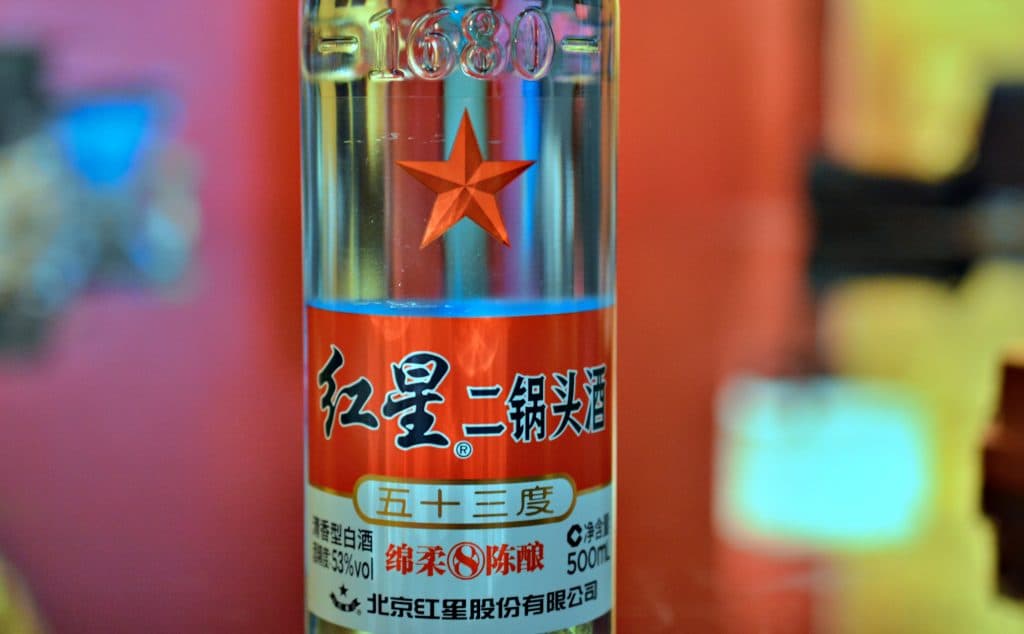 -1680-
红星®二锅头酒
五十三度
清香型白酒
酒精度 53%vol
绵柔8陈酿
净含量
500mL
北京红星股份有限公司